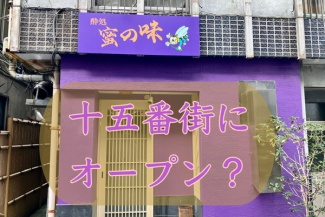 酔処
蜜の味
十五番街に
オープン？